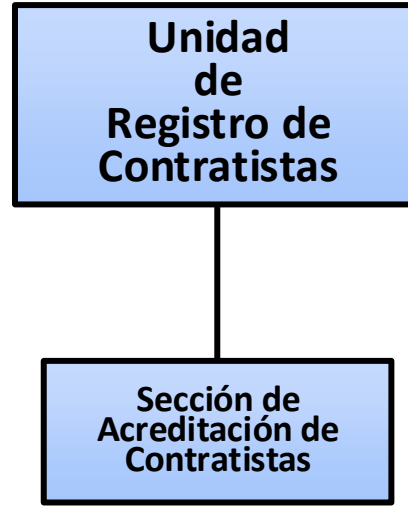 Unidad
de
Registro de
Contratistas
Sección de
Acreditación de
Contratistas